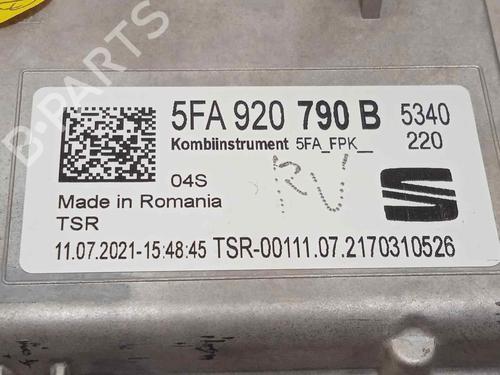 B-PARTS
5FA 920 790 B 5340
Kombiinstrument 5FA_FPK__ 220
RV
04S
Made in Romania
TSR
11.07.2021-15:48:45 TSR-00111.07.2170310526